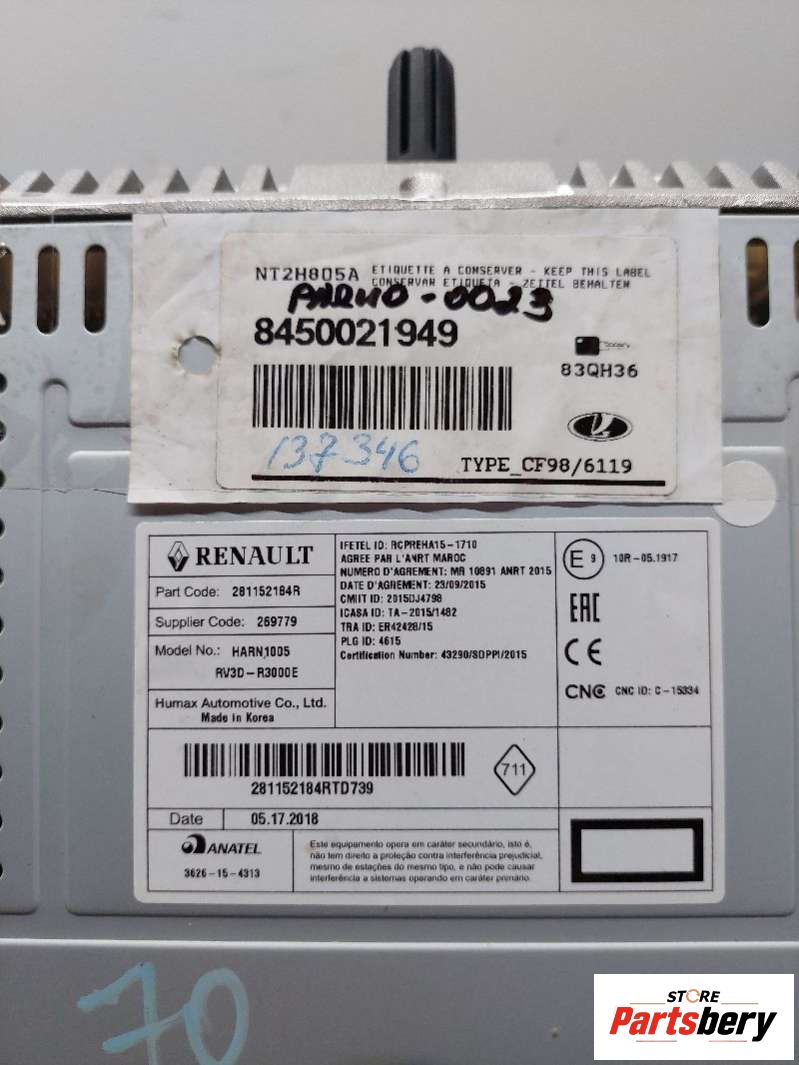 NT2H805A
ETIQUETTE A CONSERVER - KEEP THIS LABEL
CONSERVAR ETIQUETA - ZETTEL BEHALTEN
-0023
8450021949
83QH36
137346
TYPE_CF98/6119
RENAULT
Part Code: 281152184R
Supplier Code: 269779
Model No.: HARN1005
RV3D-R3000E
Humax Automotive Co., Ltd.
Made in Korea
IFETEL ID: RCPREHA15-1710
AGREE PAR L'ANRT MAROC
NUMERO D'AGREMENT: MR 10891 ANRT 2015
DATE D'AGREMENT: 23/09/2015
CMIIT ID: 2015DJ4798
ICASA ID: TA-2015/1482
TRA ID: ER42428/15
PLG ID: 4615
Certification Number: 43290/SDPPI/2015
E 9 10R-05.1917
EAC
CE
CNC CNC ID: C-15334
281152184RTD739
711
Date 05.17.2018
ANATEL
3626-15-4313
Este equipamento opera em caráter secundário, isto é,
não tem direito a proteção contra interferência prejudicial,
mesmo de estações do mesmo tipo, e não pode causar
interferência a sistemas operando em caráter primário.
70
STORE
Partsbery